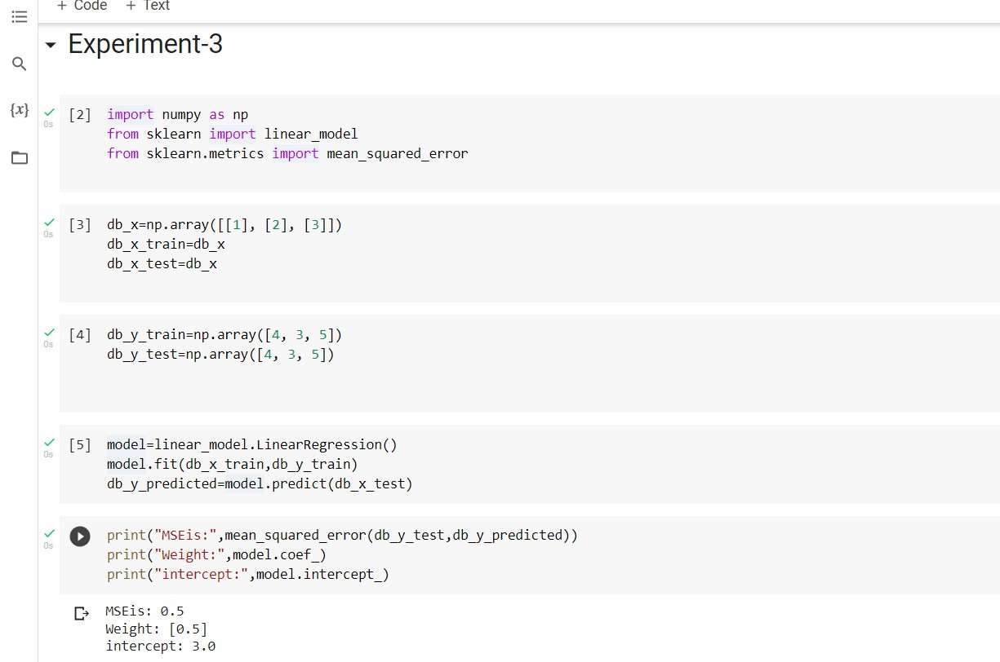 + Code + Text
Experiment-3
{x}
0s
[2] import numpy as np
from sklearn import linear_model
from sklearn.metrics import mean_squared_error
0s
[3] db_x=np.array([[1], [2], [3]])
db_x_train=db_x
db_x_test=db_x
0s
[4] db_y_train=np.array([4, 3, 5])
db_y_test=np.array([4, 3, 5])
0s
[5] model=linear_model.LinearRegression()
model.fit(db_x_train,db_y_train)
db_y_predicted=model.predict(db_x_test)
0s
print("MSEis:",mean_squared_error(db_y_test,db_y_predicted))
print("Weight:",model.coef_)
print("intercept:",model.intercept_)
MSEis: 0.5
Weight: [0.5]
intercept: 3.0